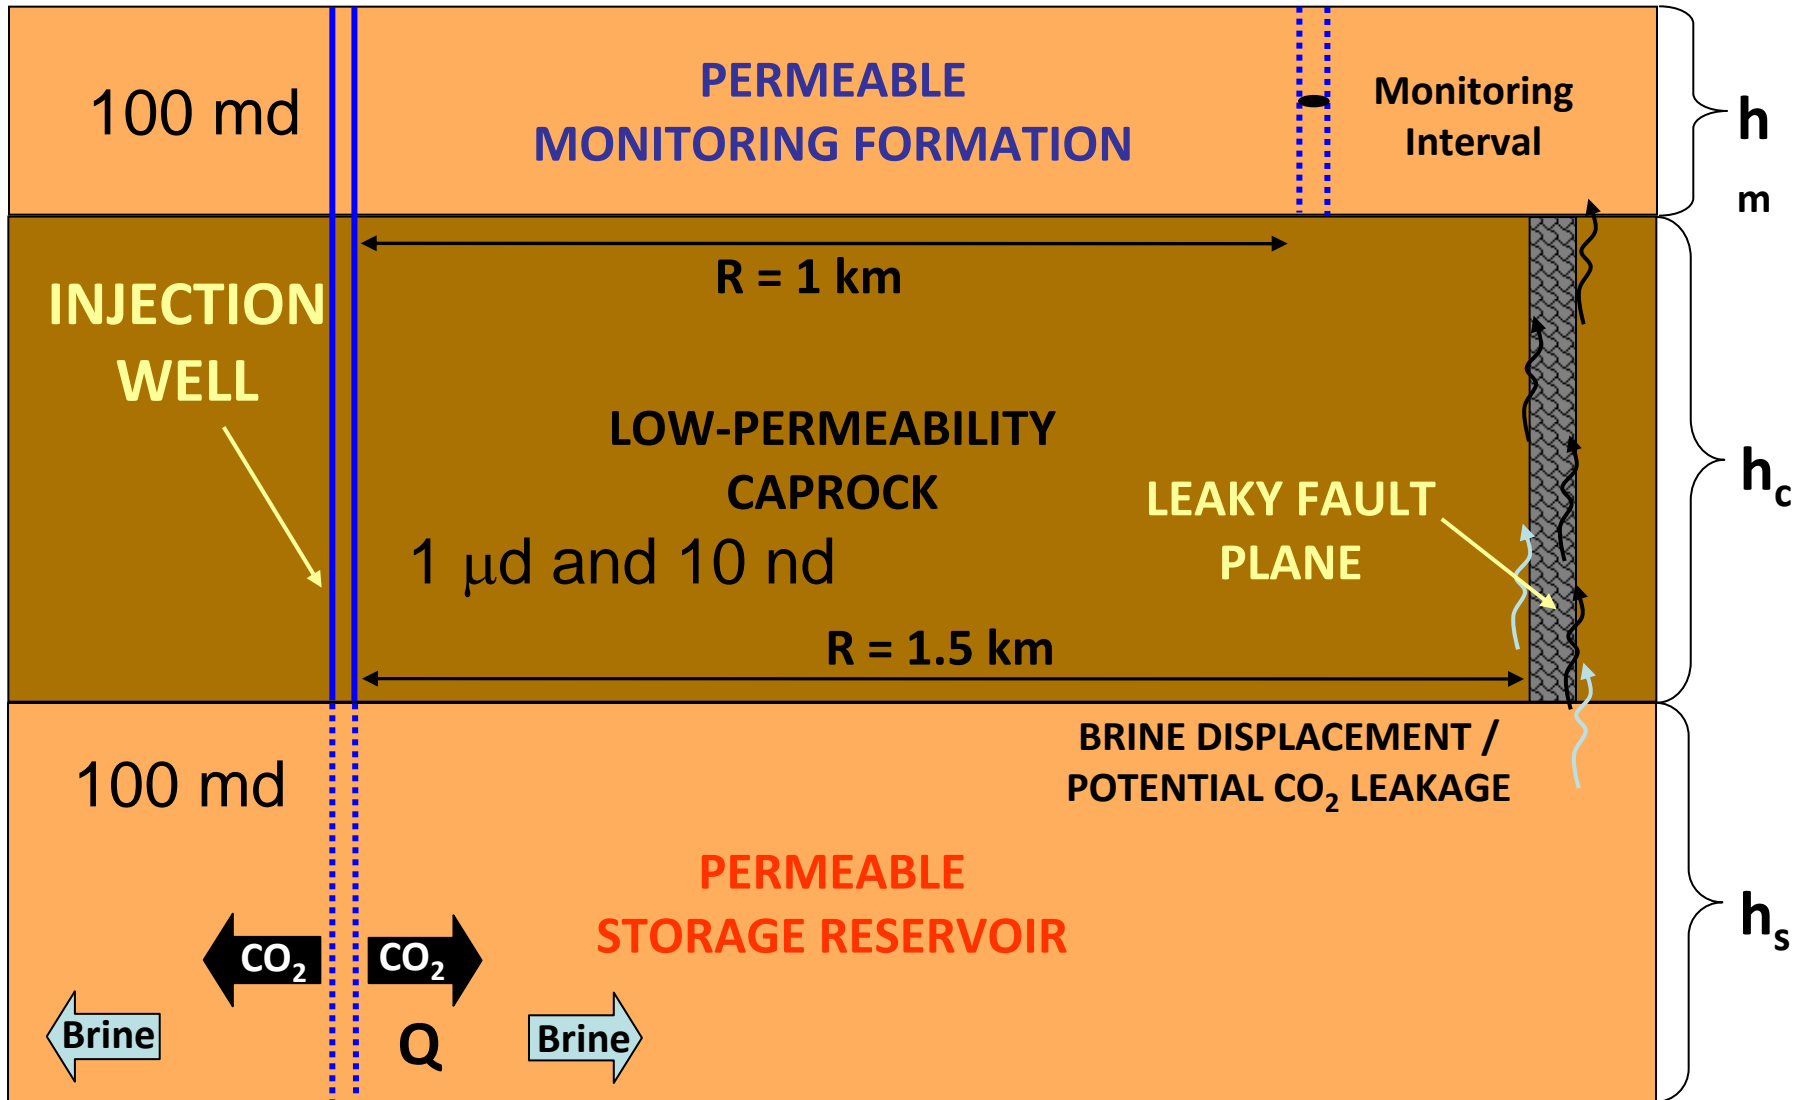 PERMEABLE
MONITORING FORMATION
100 md
Monitoring
Interval
h
m
R = 1 km
INJECTION
WELL
LOW-PERMEABILITY
CAPROCK
1 μd and 10 nd
LEAKY FAULT
PLANE
h_c
R = 1.5 km
BRINE DISPLACEMENT /
POTENTIAL CO₂ LEAKAGE
100 md
PERMEABLE
STORAGE RESERVOIR
h_s
CO₂
CO₂
Brine
Q
Brine